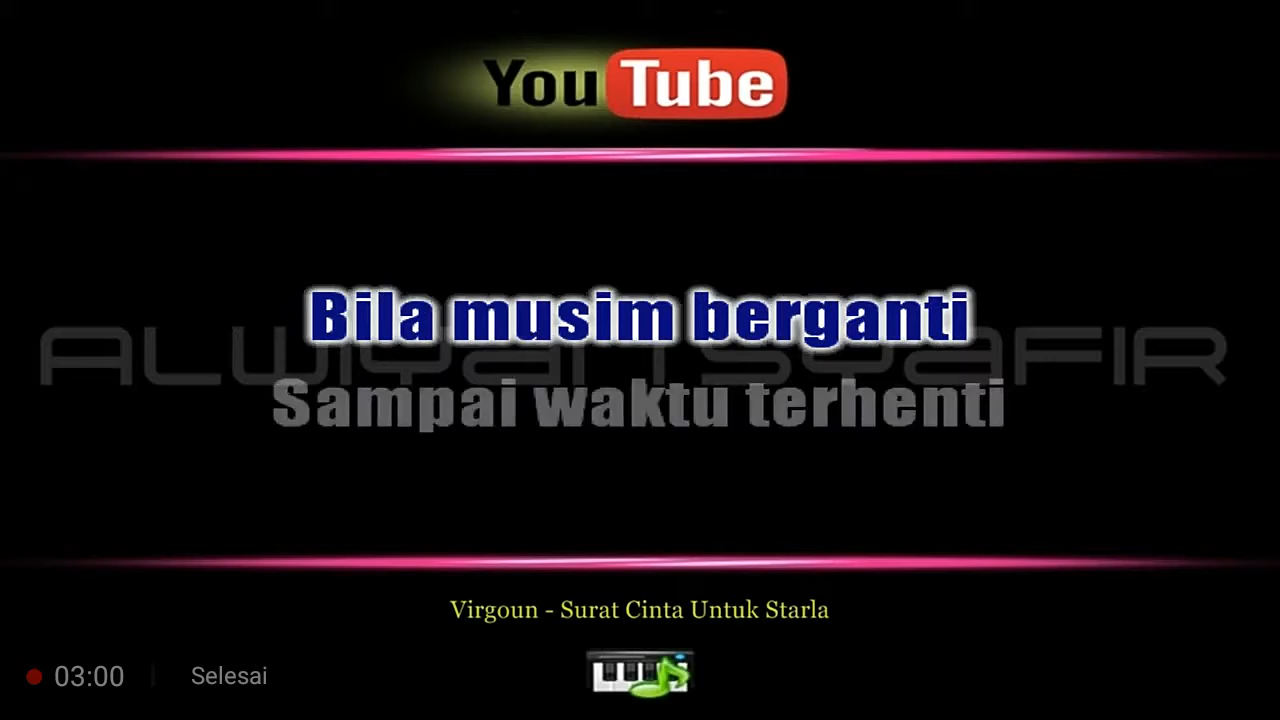 YouTube
Bila musim berganti
ALWIYAN SYAFIR
Sampai waktu terhenti
Virgoun - Surat Cinta Untuk Starla
03:00 Selesai